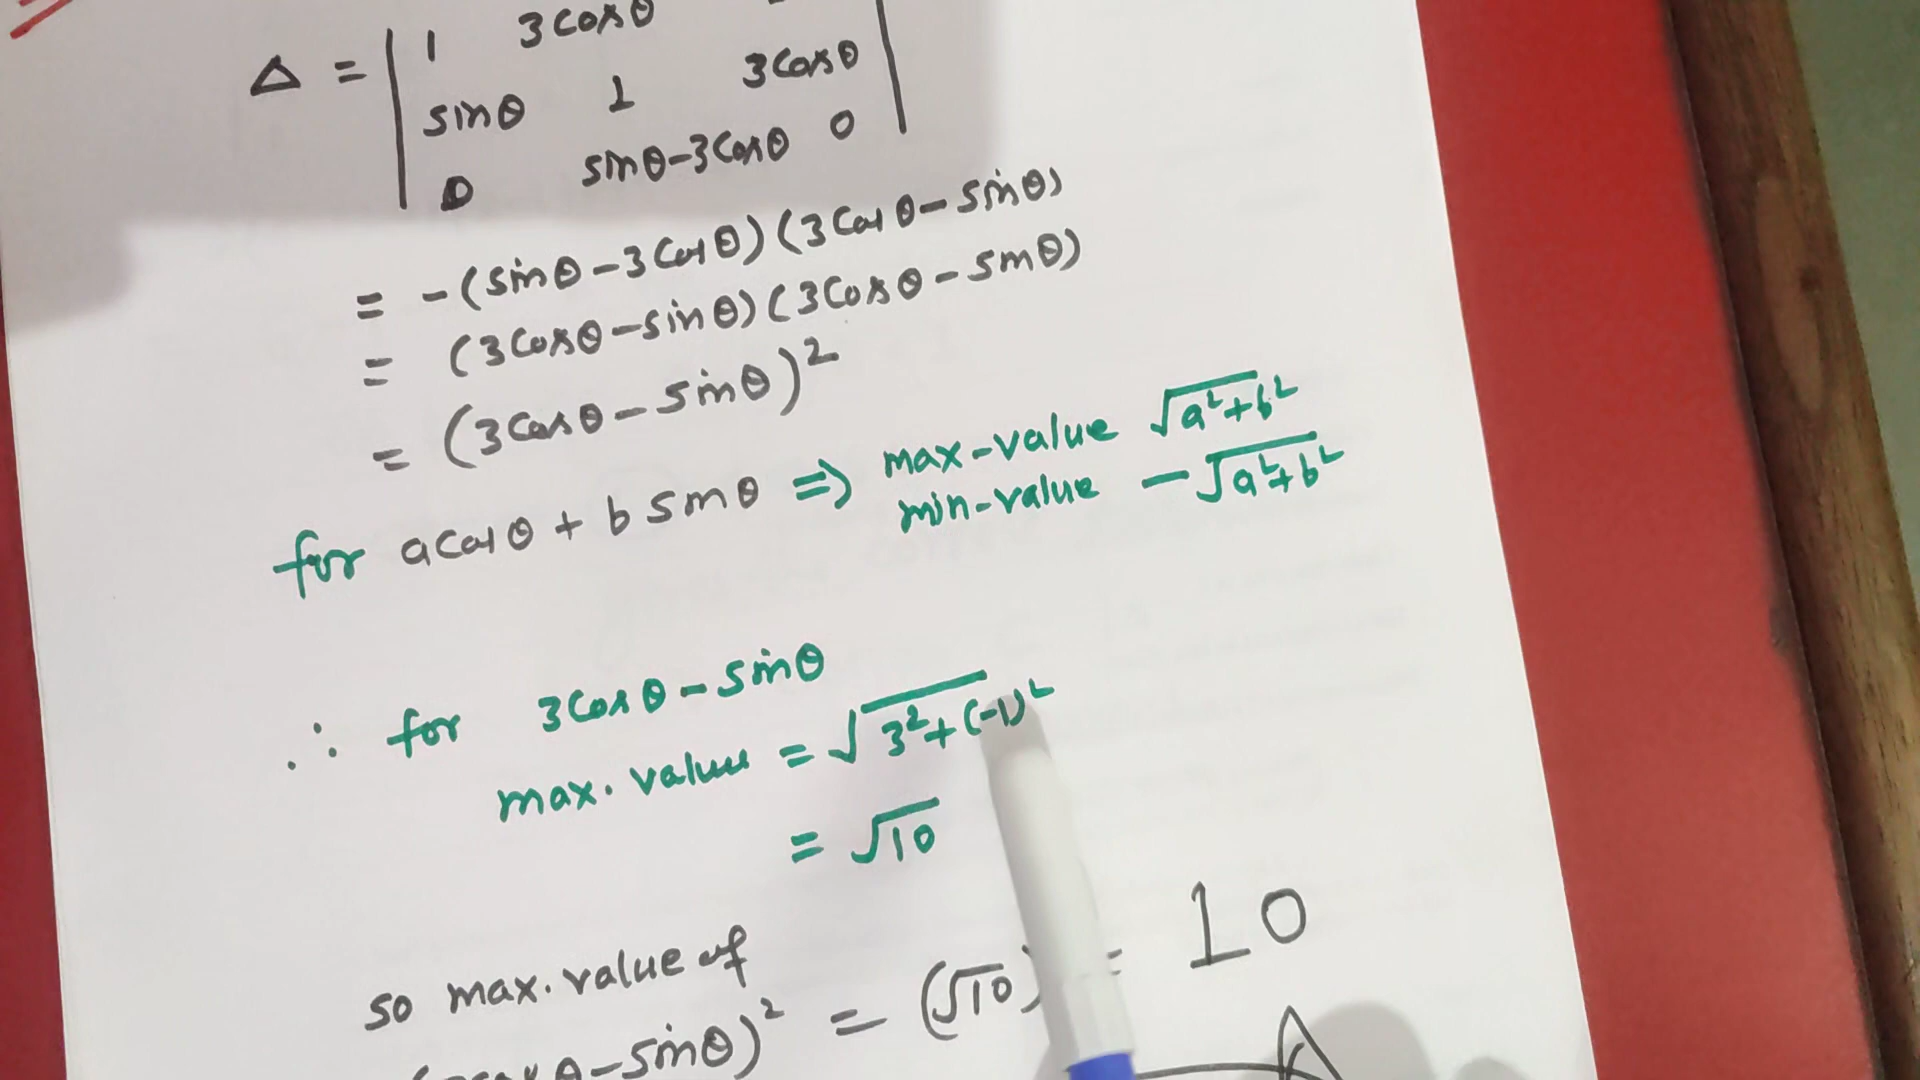 1 3cosθ
Δ = sinθ 1 3cosθ
0 sinθ-3cosθ 0
= -(sinθ-3cosθ)(3cosθ-sinθ)
= (3cosθ-sinθ)(3cosθ-sinθ)
= (3cosθ-sinθ)²
for acosθ + b sinθ ⇒ max-value √a²+b²
min-value -√a²+b²
∴ for 3cosθ-sinθ
max. value = √3²+(-1)²
= √10
so max. value of
θ-sinθ)² = (√10) = 10